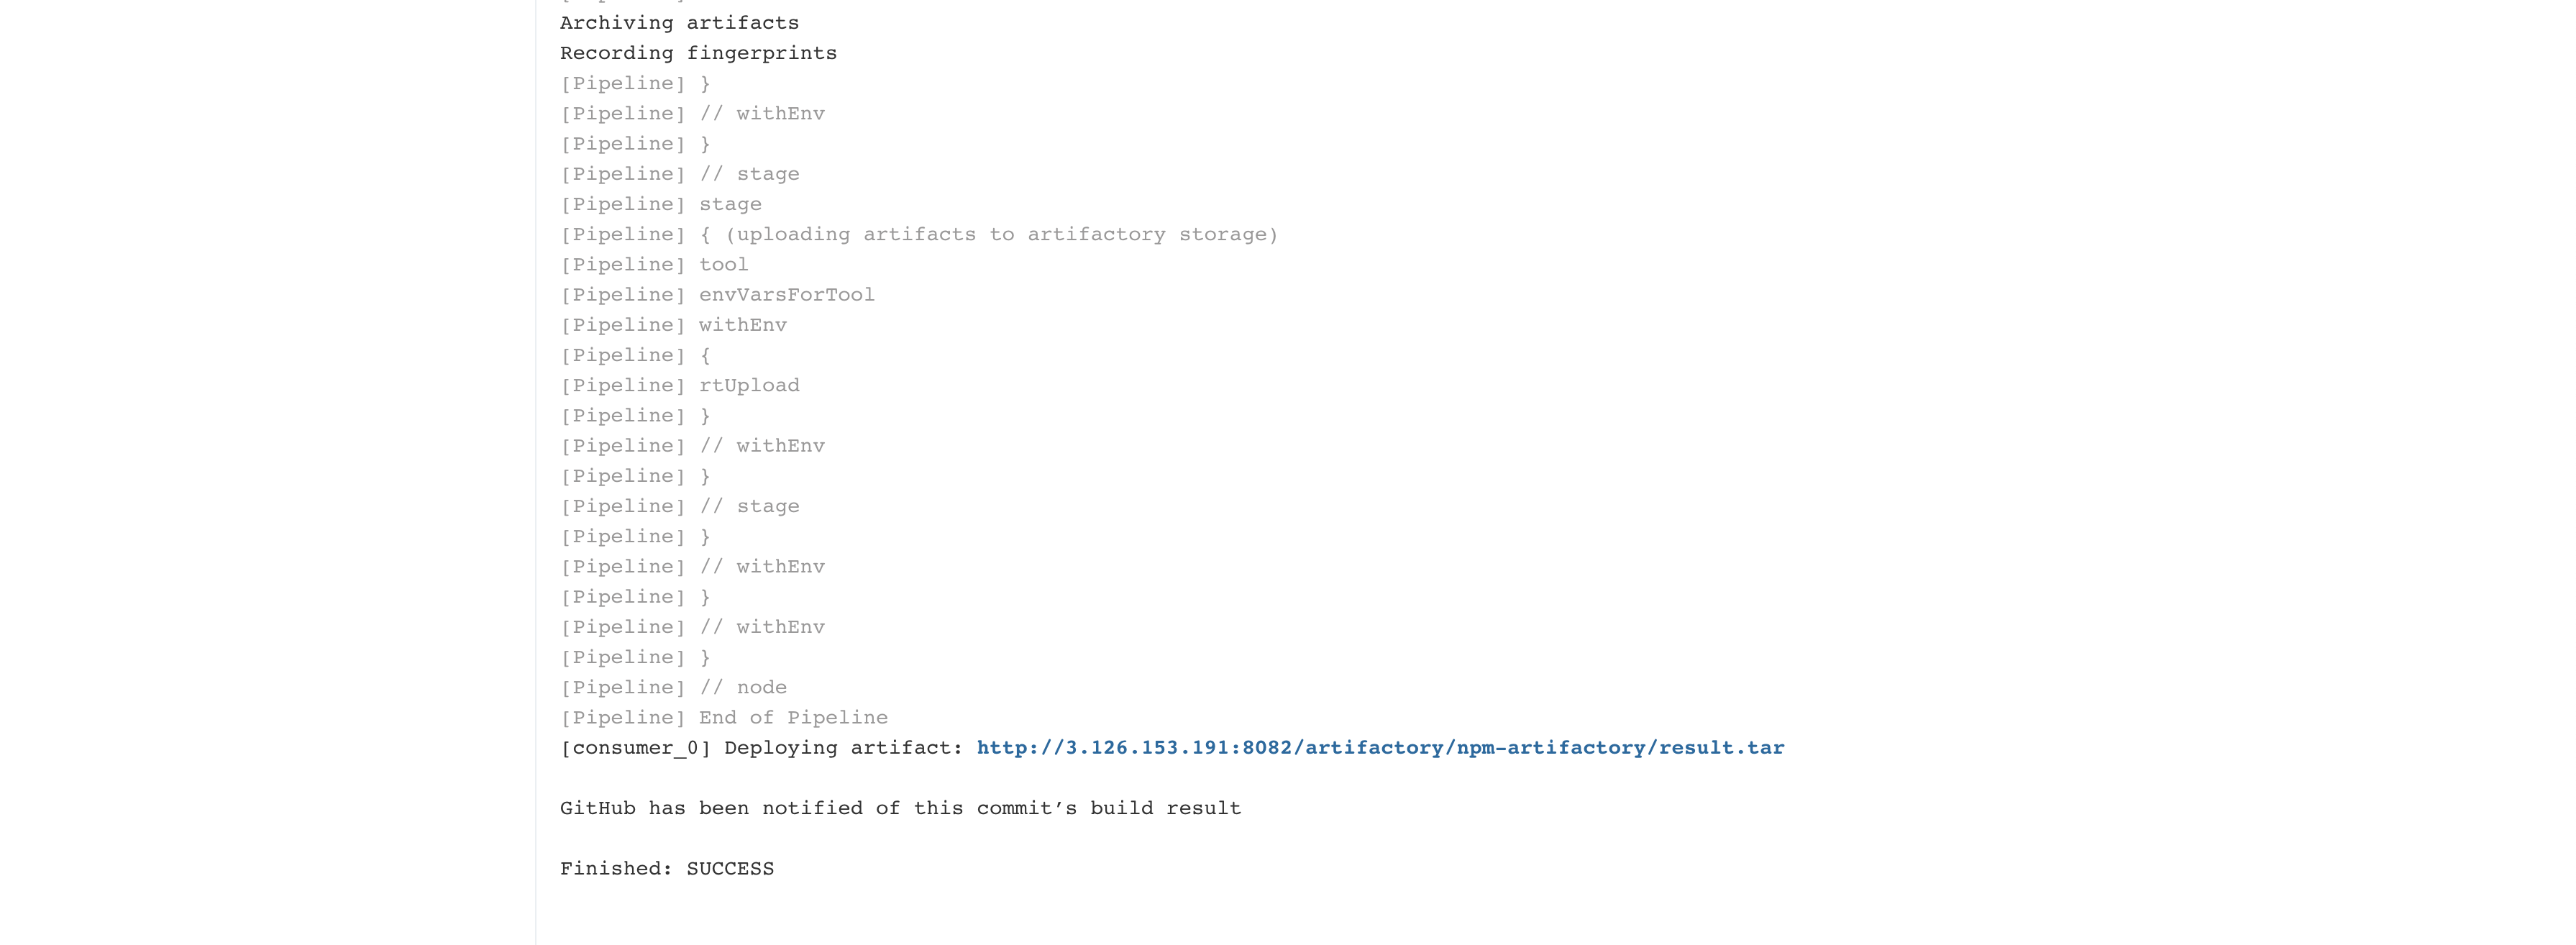 Archiving artifacts
Recording fingerprints
[Pipeline] }
[Pipeline] // withEnv
[Pipeline] }
[Pipeline] // stage
[Pipeline] stage
[Pipeline] { (uploading artifacts to artifactory storage)
[Pipeline] tool
[Pipeline] envVarsForTool
[Pipeline] withEnv
[Pipeline] {
[Pipeline] rtUpload
[Pipeline] }
[Pipeline] // withEnv
[Pipeline] }
[Pipeline] // stage
[Pipeline] }
[Pipeline] // withEnv
[Pipeline] }
[Pipeline] // withEnv
[Pipeline] }
[Pipeline] // node
[Pipeline] End of Pipeline
[consumer_0] Deploying artifact: http://3.126.153.191:8082/artifactory/npm-artifactory/result.tar
GitHub has been notified of this commit’s build result
Finished: SUCCESS